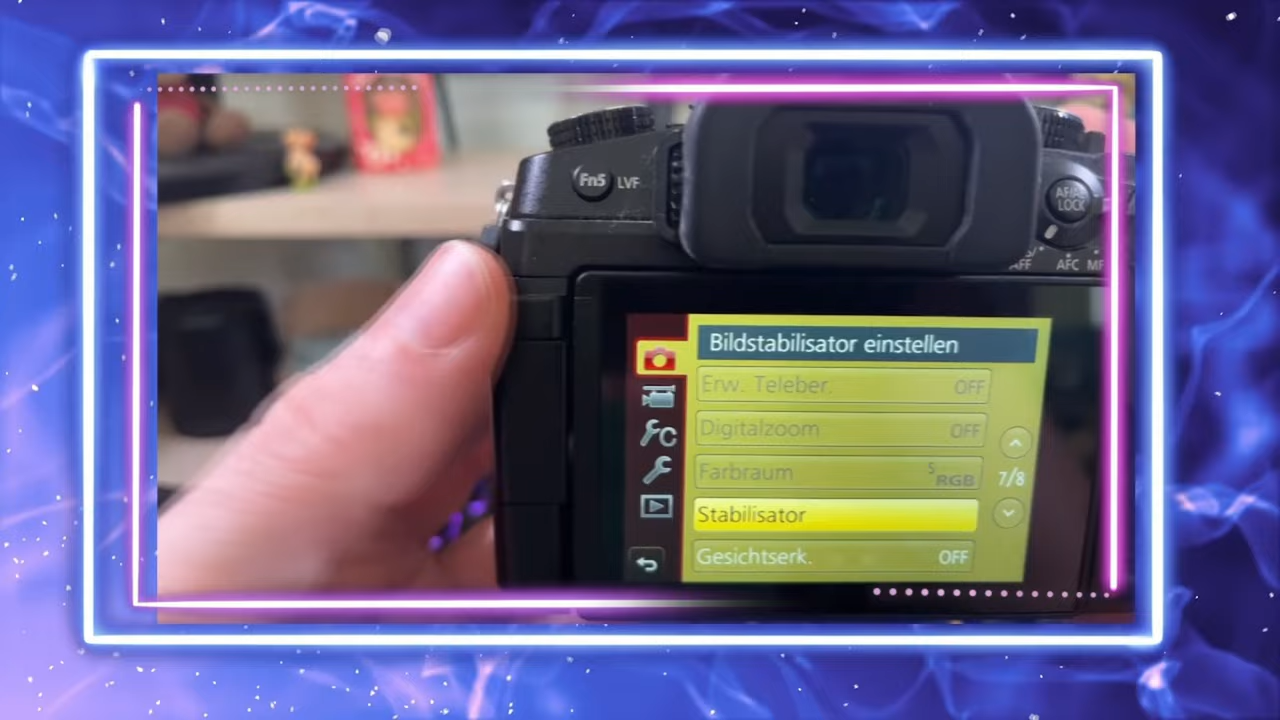 Fn5 LVF
AF/AE
LOCK
AFF AFC MF
Bildstabilisator einstellen
Erw. Teleber. OFF
Digitalzoom OFF
Farbraum sRGB
7/8
Stabilisator
Gesichtserk. OFF